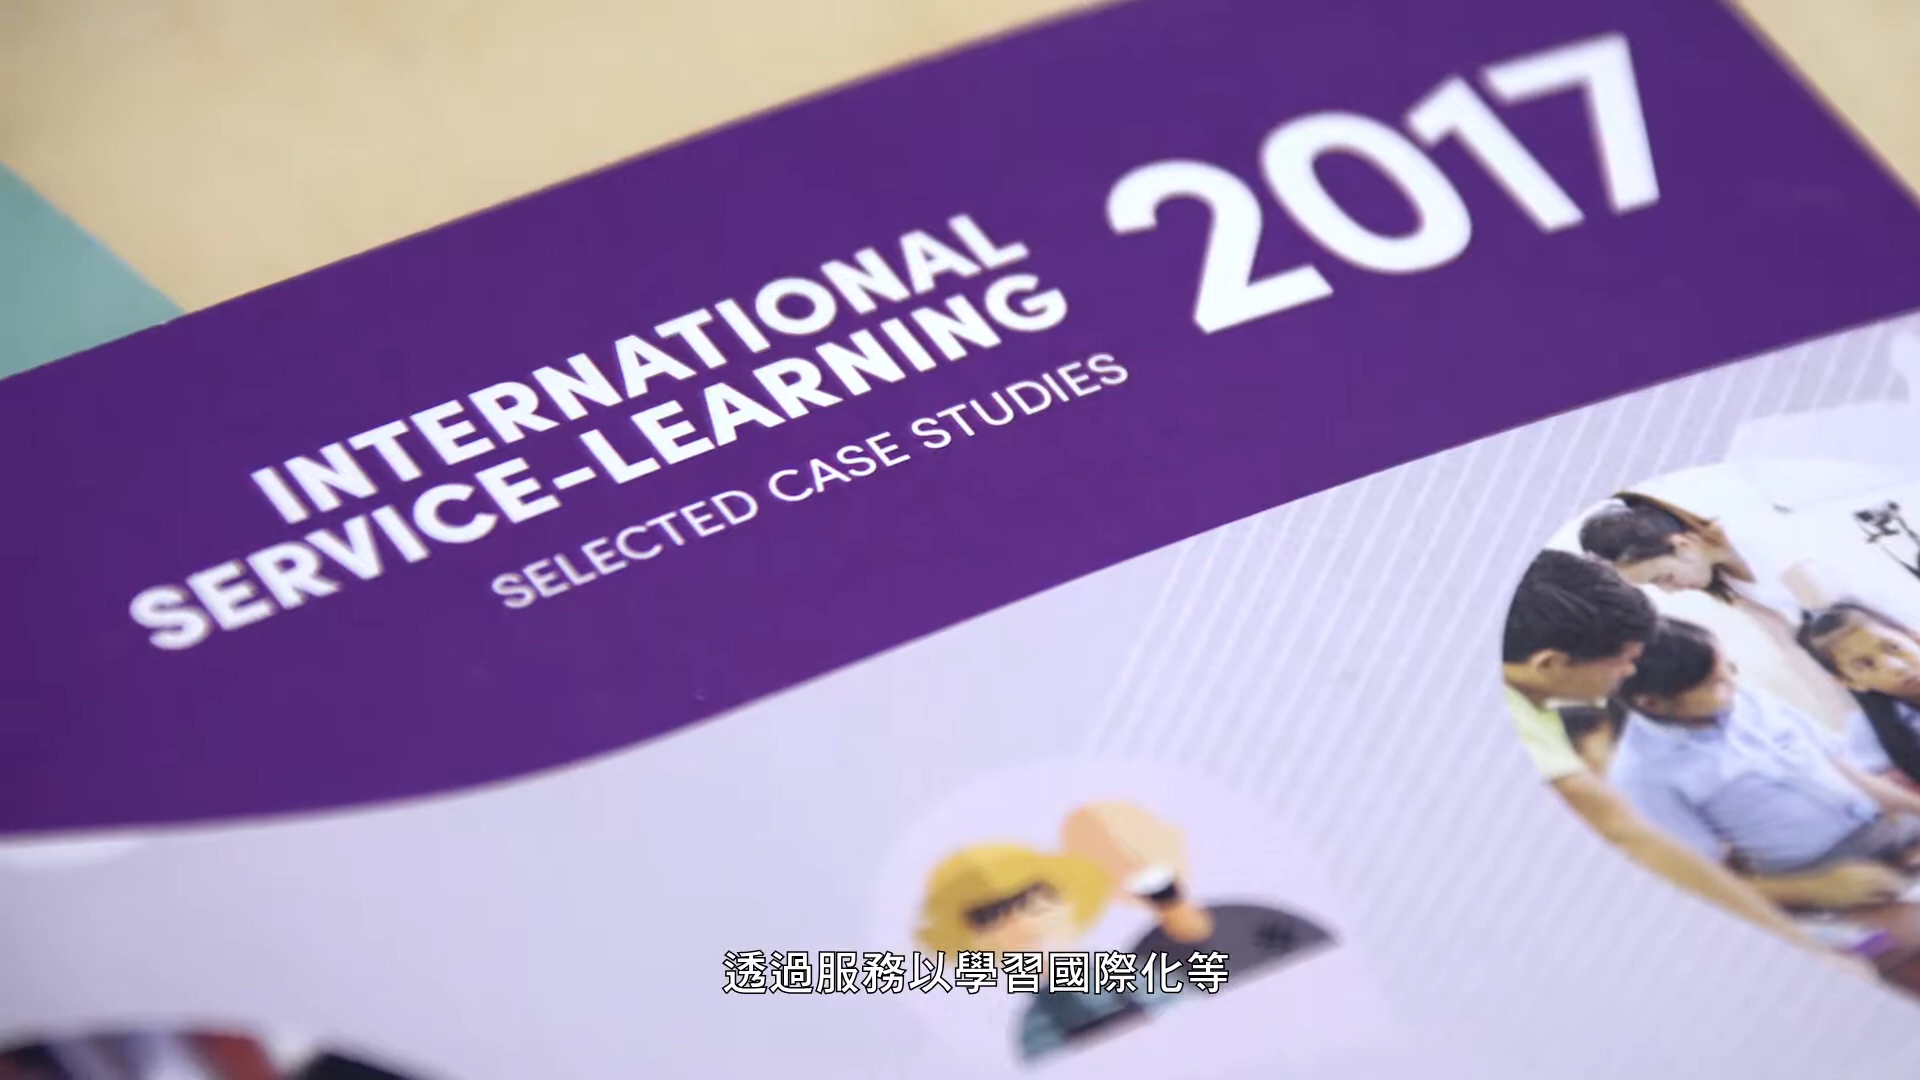 INTERNATIONAL
SERVICE-LEARNING
SELECTED CASE STUDIES
2017
透過服務以學習國際化等